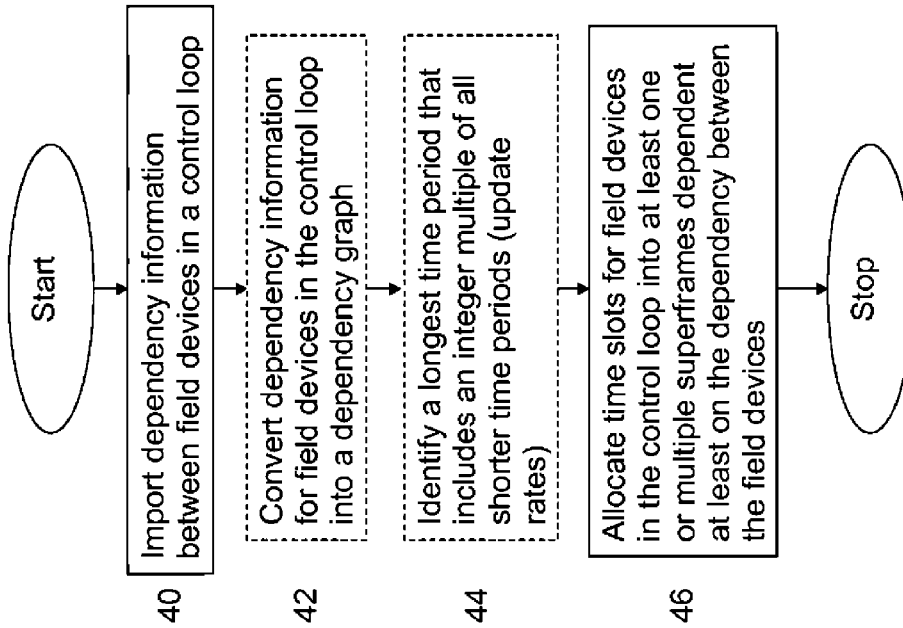 Start
40
Import dependency information
between field devices in a control loop
42
Convert dependency information
for field devices in the control loop
into a dependency graph
44
Identify a longest time period that
includes an integer multiple of all
shorter time periods (update
rates)
46
Allocate time slots for field devices
in the control loop into at least one
or multiple superframes dependent
at least on the dependency between
the field devices
Stop